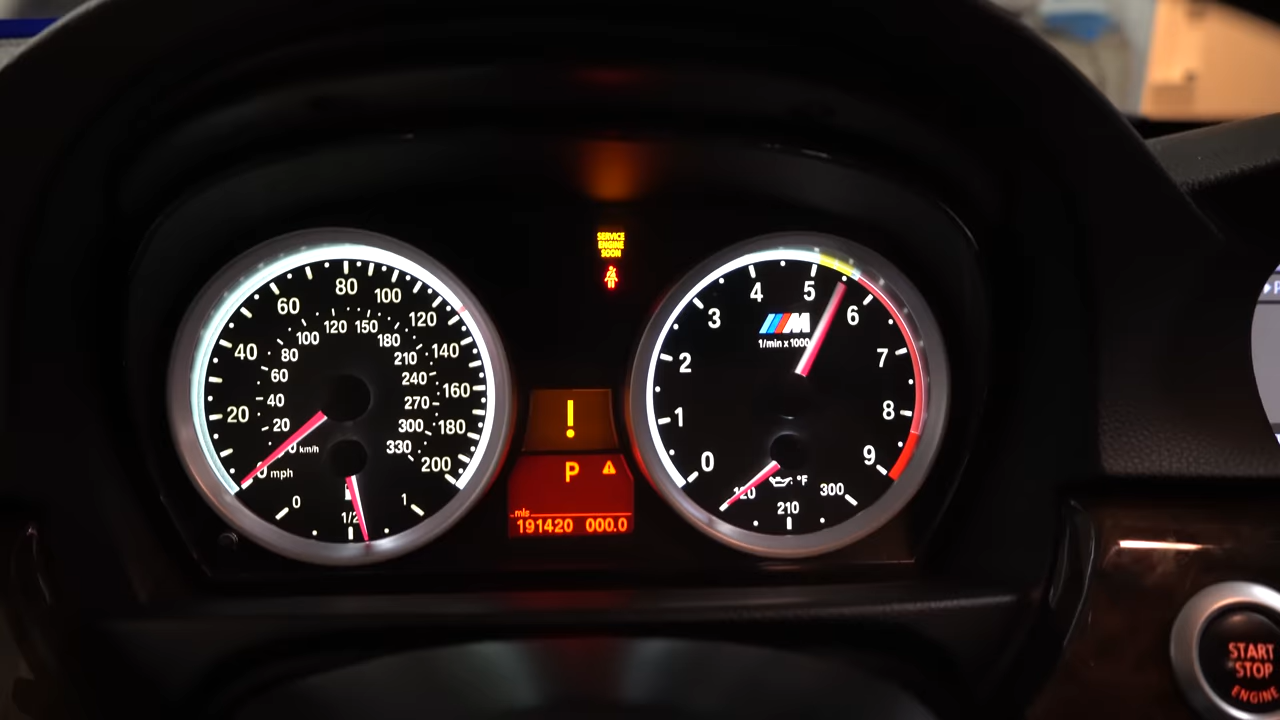 SERVICE
ENGINE
SOON
20
40
60
80
100
120
140
160
180
200
0 mph
20
40
60
80
100
120
150
180
210
240
270
300
330
km/h
0
1/2
1
!
P
mls
191420 000.0
0
1
2
3
4
5
6
7
8
9
M
1/min x 1000
°F
120
210
300
P
START
STOP
ENGINE